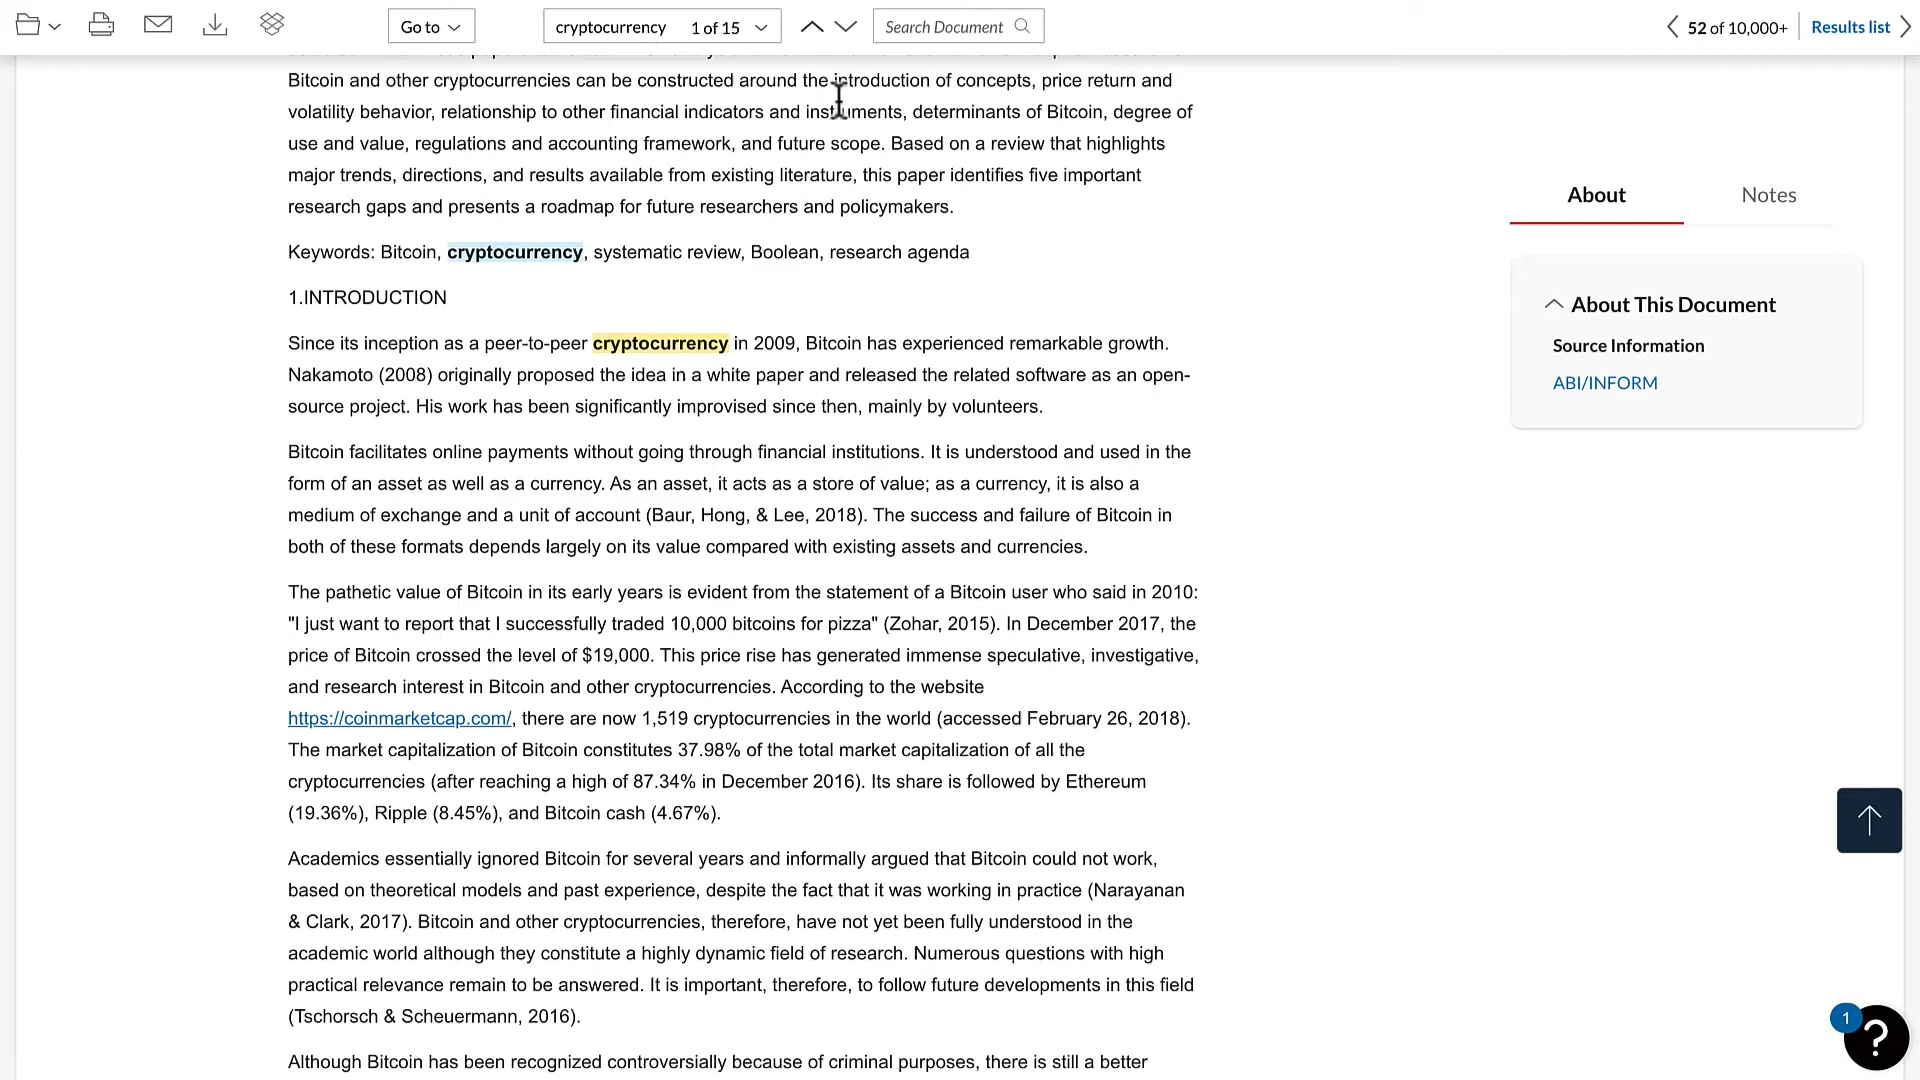 Go to
cryptocurrency 1 of 15
Search Document
52 of 10,000+
Results list
Bitcoin and other cryptocurrencies can be constructed around the introduction of concepts, price return and
volatility behavior, relationship to other financial indicators and instruments, determinants of Bitcoin, degree of
use and value, regulations and accounting framework, and future scope. Based on a review that highlights
major trends, directions, and results available from existing literature, this paper identifies five important
research gaps and presents a roadmap for future researchers and policymakers.
Keywords: Bitcoin, cryptocurrency, systematic review, Boolean, research agenda
1.INTRODUCTION
Since its inception as a peer-to-peer cryptocurrency in 2009, Bitcoin has experienced remarkable growth.
Nakamoto (2008) originally proposed the idea in a white paper and released the related software as an open-
source project. His work has been significantly improvised since then, mainly by volunteers.
Bitcoin facilitates online payments without going through financial institutions. It is understood and used in the
form of an asset as well as a currency. As an asset, it acts as a store of value; as a currency, it is also a
medium of exchange and a unit of account (Baur, Hong, & Lee, 2018). The success and failure of Bitcoin in
both of these formats depends largely on its value compared with existing assets and currencies.
The pathetic value of Bitcoin in its early years is evident from the statement of a Bitcoin user who said in 2010:
"I just want to report that I successfully traded 10,000 bitcoins for pizza" (Zohar, 2015). In December 2017, the
price of Bitcoin crossed the level of $19,000. This price rise has generated immense speculative, investigative,
and research interest in Bitcoin and other cryptocurrencies. According to the website
https://coinmarketcap.com/, there are now 1,519 cryptocurrencies in the world (accessed February 26, 2018).
The market capitalization of Bitcoin constitutes 37.98% of the total market capitalization of all the
cryptocurrencies (after reaching a high of 87.34% in December 2016). Its share is followed by Ethereum
(19.36%), Ripple (8.45%), and Bitcoin cash (4.67%).
Academics essentially ignored Bitcoin for several years and informally argued that Bitcoin could not work,
based on theoretical models and past experience, despite the fact that it was working in practice (Narayanan
& Clark, 2017). Bitcoin and other cryptocurrencies, therefore, have not yet been fully understood in the
academic world although they constitute a highly dynamic field of research. Numerous questions with high
practical relevance remain to be answered. It is important, therefore, to follow future developments in this field
(Tschorsch & Scheuermann, 2016).
Although Bitcoin has been recognized controversially because of criminal purposes, there is still a better
About
Notes
About This Document
Source Information
ABI/INFORM
1
?